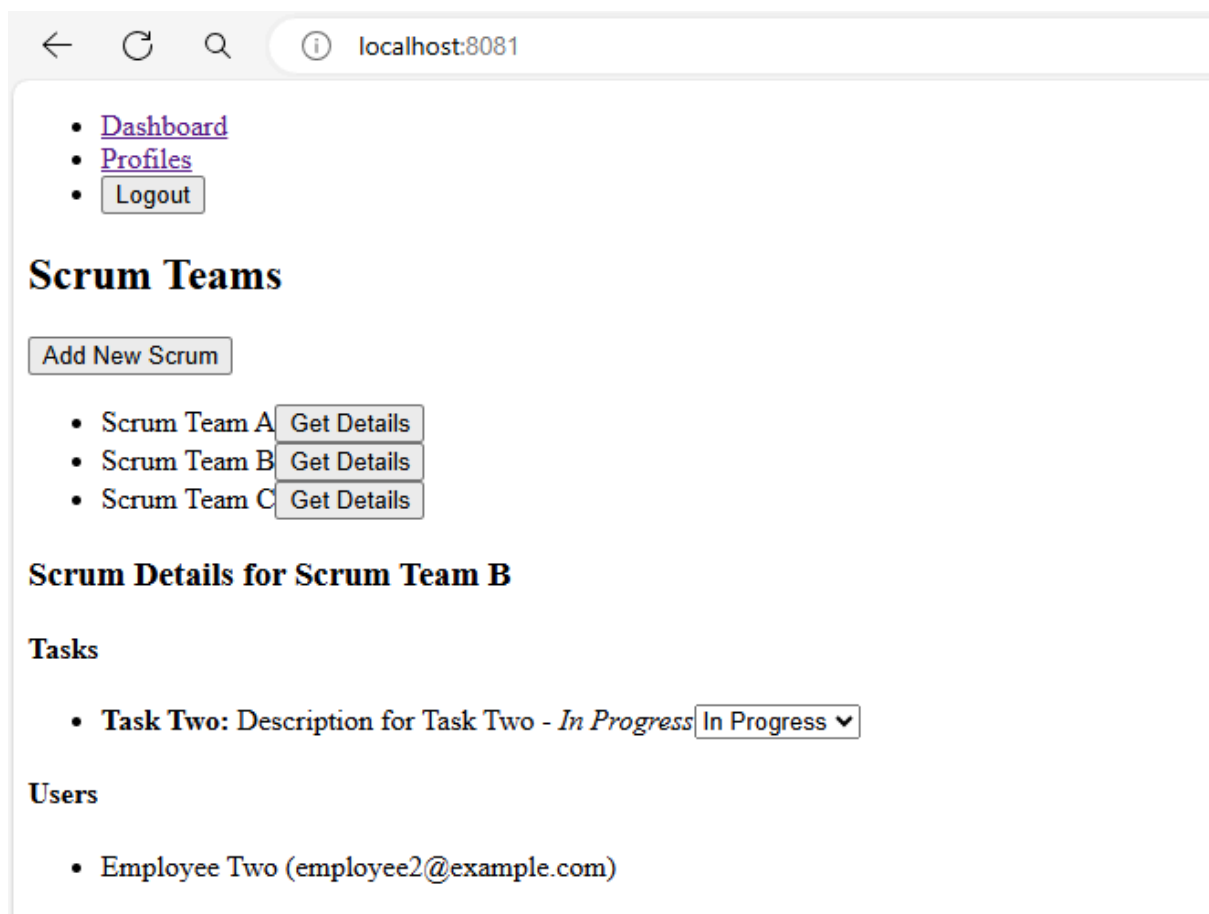 localhost:8081
Dashboard
Profiles
Logout
Scrum Teams
Add New Scrum
Scrum Team A Get Details
Scrum Team B Get Details
Scrum Team C Get Details
Scrum Details for Scrum Team B
Tasks
Task Two: Description for Task Two - In Progress In Progress
Users
Employee Two (employee2@example.com)